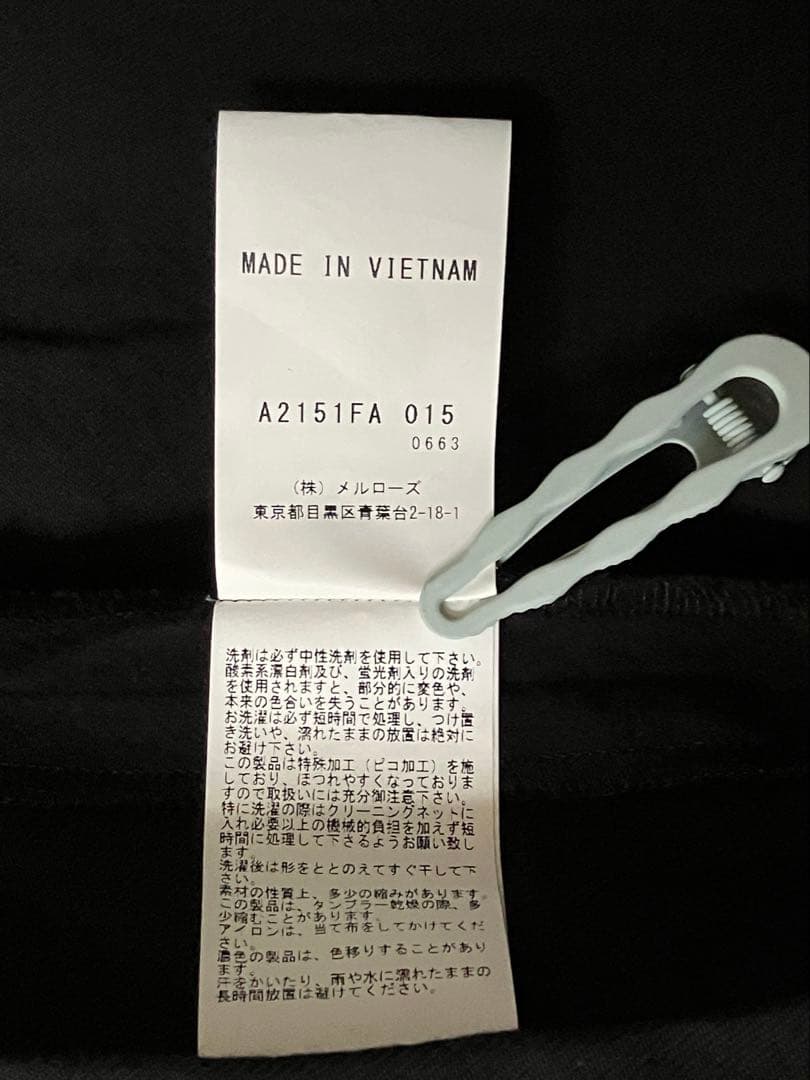 MADE IN VIETNAM
A2151FA 015
0663
(株) メルローズ
東京都目黒区青葉台2-18-1
洗剤は必ず中性洗剤を使用して下さい。
酸素系漂白剤及び、蛍光剤入りの洗剤
を使用されますと、部分的に変色や、
本来の色合いを失うことがあります。
お洗濯は必ず短時間で処理し、つけ置
き洗いや、濡れたままの放置は絶対に
お避け下さい。
この製品は特殊加工（ピコ加工）を施
しており、ほつれやすくなっておりま
すので取扱いには充分御注意下さい。
特に洗濯の際はクリーニングネットに
入れ必要以上の機械的負担を加えず短
時間に処理して下さるようお願い致し
ます。
洗濯後は形をととのえてすぐ干して下
さい。
素材の性質上、多少の縮みがあります。
この製品は、タンブラー乾燥の際、多
少縮むことがあります。
アイロンは、当て布をしてかけてくだ
さい。
濃色の製品は、色移りすることがあり
ます。
汗をかいたり、雨や水に濡れたままの
長時間放置は避けてください。